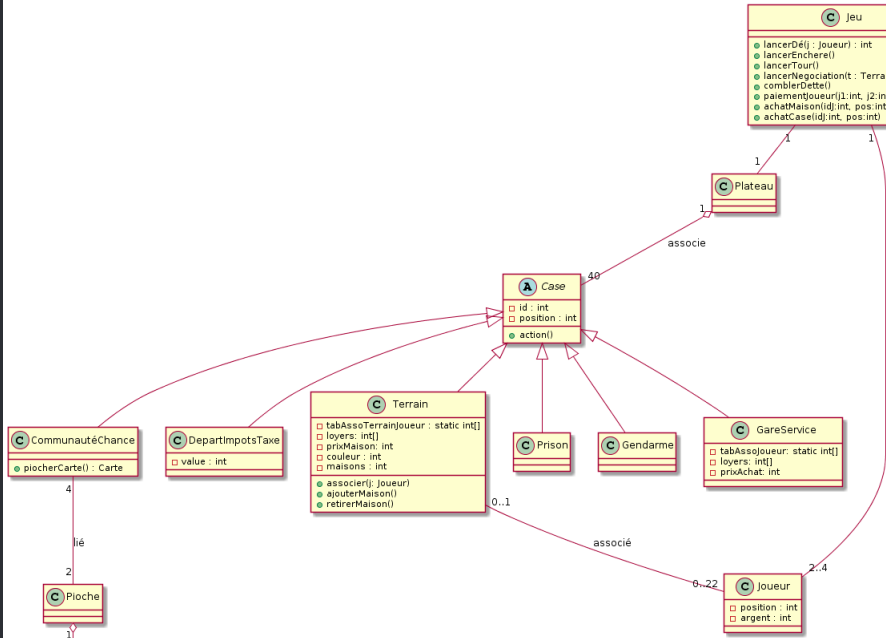 C Jeu
lancerDé(j : Joueur) : int
lancerEnchere()
lancerTour()
lancerNegociation(t : Terra
comblerDette()
paiementJoueur(j1:int, j2:in
achatMaison(idJ:int, pos:int
achatCase(idJ:int, pos:int)
1
1
1
C Plateau
1
associe
40
A Case
id : int
position : int
action()
C CommunautéChance
piocherCarte() : Carte
C DepartImpotsTaxe
value : int
C Terrain
tabAssoTerrainJoueur : static int[]
loyers: int[]
prixMaison: int
couleur : int
maisons : int
associer(j: Joueur)
ajouterMaison()
retirerMaison()
C Prison
C Gendarme
C GareService
tabAssoJoueur: static int[]
loyers: int[]
prixAchat: int
4
lié
2
0..1
associé
0..22
2..4
C Pioche
1
C Joueur
position : int
argent : int